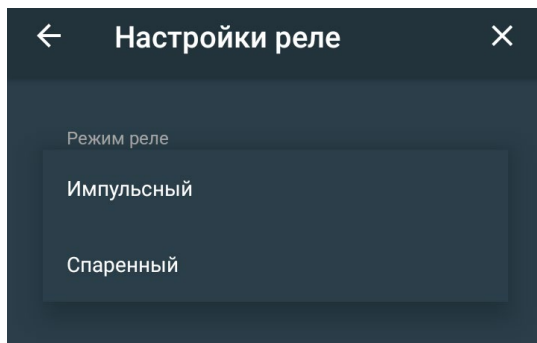 Настройки реле
Режим реле
Импульсный
Спаренный